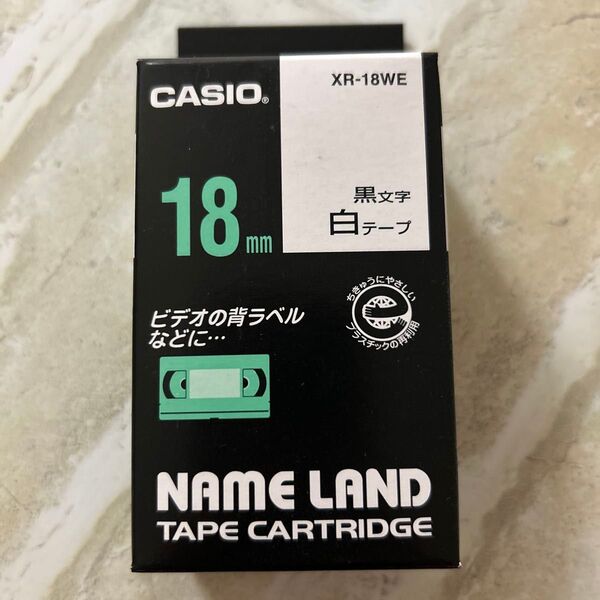 XR-18WE
CASIO®
18mm
黒文字
白テープ
ちきゅうにやさしい
プラスチックの再利用
ビデオの背ラベル
などに…
NAME LAND
TAPE CARTRIDGE